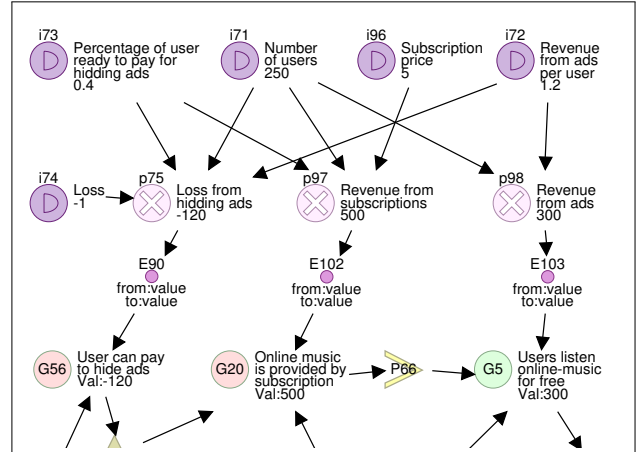 i73
Percentage of user
ready to pay for
hidding ads
0.4
i71
Number
of users
250
i96
Subscription
price
5
i72
Revenue
from ads
per user
1.2
i74
Loss
-1
p75
Loss from
hidding ads
-120
p97
Revenue from
subscriptions
500
p98
Revenue
from ads
300
E90
from:value
to:value
E102
from:value
to:value
E103
from:value
to:value
G56
User can pay
to hide ads
Val:-120
G20
Online music
is provided by
subscription
Val:500
P66
G5
Users listen
online-music
for free
Val:300